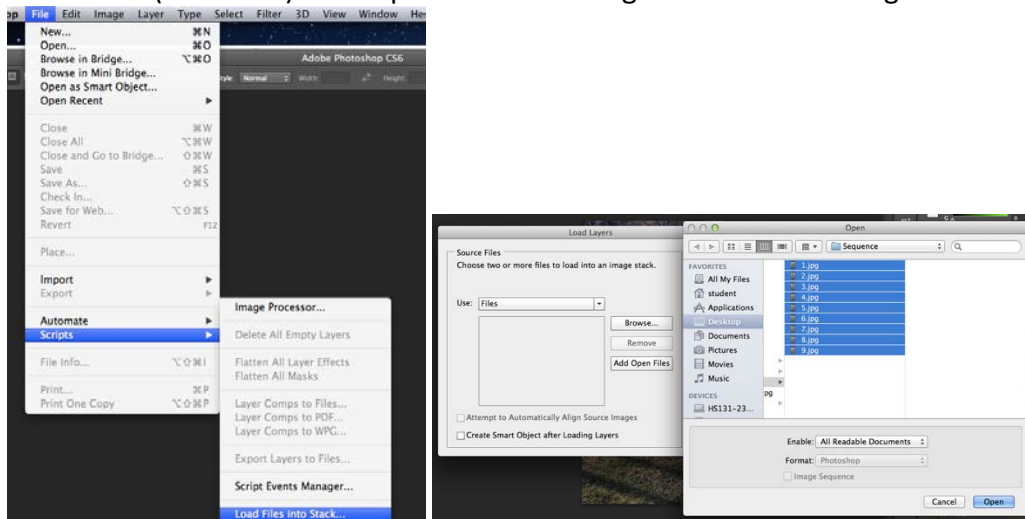 op File Edit Image Layer Type Select Filter 3D View Window He
New... ⌘N
Open... ⌘O
Browse in Bridge... ⌥⌘O
Browse in Mini Bridge...
Open as Smart Object...
Open Recent
Close ⌘W
Close All ⌥⌘W
Close and Go to Bridge... ⇧⌘W
Save ⌘S
Save As... ⇧⌘S
Check In...
Save for Web... ⌥⇧⌘S
Revert F12
Place...
Import
Export
Automate
Scripts
File Info... ⌥⇧⌘I
Print... ⌘P
Print One Copy ⌥⇧⌘P
Adobe Photoshop CS6
Style: Normal Width: Height:
Image Processor...
Delete All Empty Layers
Flatten All Layer Effects
Flatten All Masks
Layer Comps to Files...
Layer Comps to PDF...
Layer Comps to WPG...
Export Layers to Files...
Script Events Manager...
Load Files into Stack...
Load Layers
Source Files
Choose two or more files to load into an image stack.
Use: Files
Browse...
Remove
Add Open Files
Attempt to Automatically Align Source Images
Create Smart Object after Loading Layers
Open
Sequence
FAVORITES
All My Files
student
Applications
Desktop
Documents
Pictures
Movies
Music
DEVICES
HS131-23...
1.jpg
2.jpg
3.jpg
4.jpg
5.jpg
6.jpg
7.jpg
8.jpg
9.jpg
pg
Enable: All Readable Documents
Format: Photoshop
Image Sequence
Cancel Open